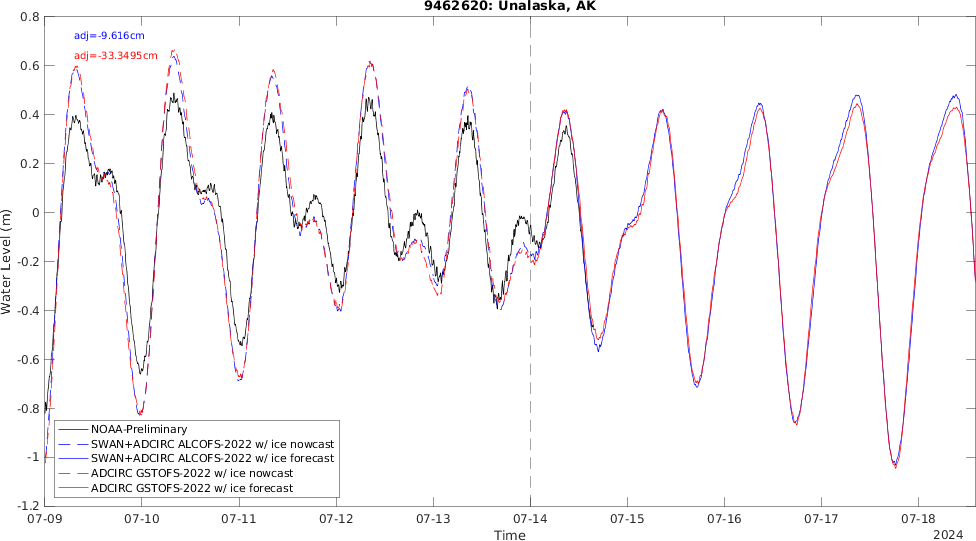 9462620: Unalaska, AK
adj=-9.616cm
adj=-33.3495cm
0.8
0.6
0.4
0.2
0
-0.2
-0.4
-0.6
-0.8
-1
-1.2
Water Level (m)
NOAA-Preliminary
SWAN+ADCIRC ALCOFS-2022 w/ ice nowcast
SWAN+ADCIRC ALCOFS-2022 w/ ice forecast
ADCIRC GSTOFS-2022 w/ ice nowcast
ADCIRC GSTOFS-2022 w/ ice forecast
07-09 07-10 07-11 07-12 07-13 07-14 07-15 07-16 07-17 07-18
Time
2024